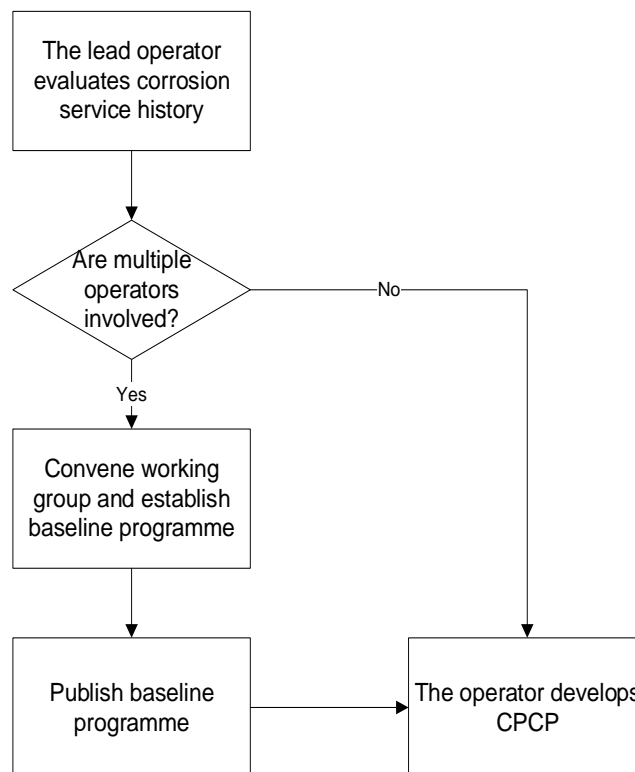 The lead operator
evaluates corrosion
service history
Are multiple
operators
involved?
No
Yes
Convene working
group and establish
baseline programme
Publish baseline
programme
The operator develops
CPCP